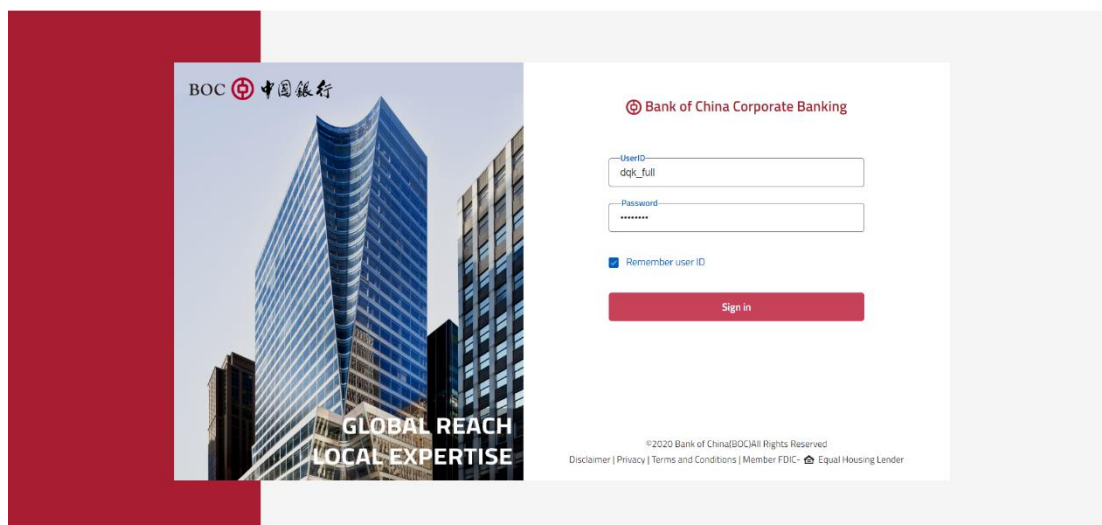 BOC 中国銀行
GLOBAL REACH
LOCAL EXPERTISE
Bank of China Corporate Banking
UserID
dqk_full
Password
••••••••
Remember user ID
Sign in
©2020 Bank of China(BOC)All Rights Reserved
Disclaimer | Privacy | Terms and Conditions | Member FDIC- Equal Housing Lender